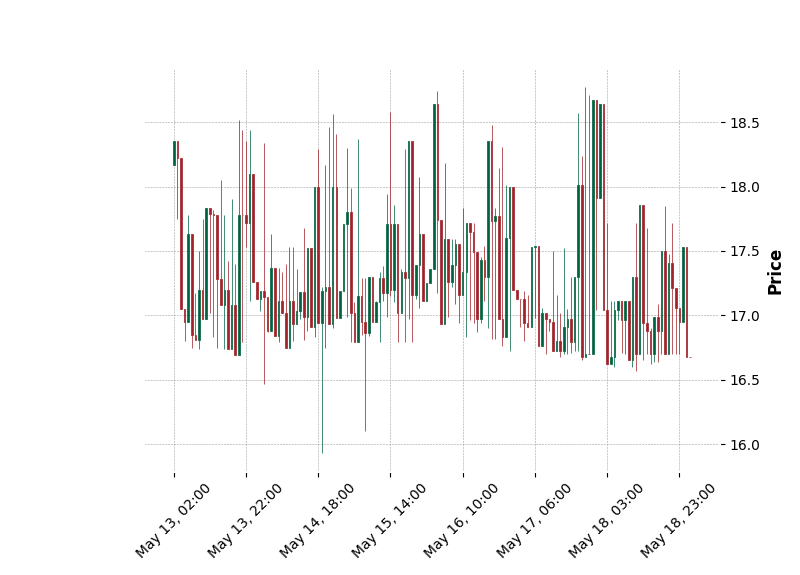 18.5
18.0
17.5
17.0
16.5
16.0
Price
May 13, 02:00
May 13, 22:00
May 14, 18:00
May 15, 14:00
May 16, 10:00
May 17, 06:00
May 18, 03:00
May 18, 23:00